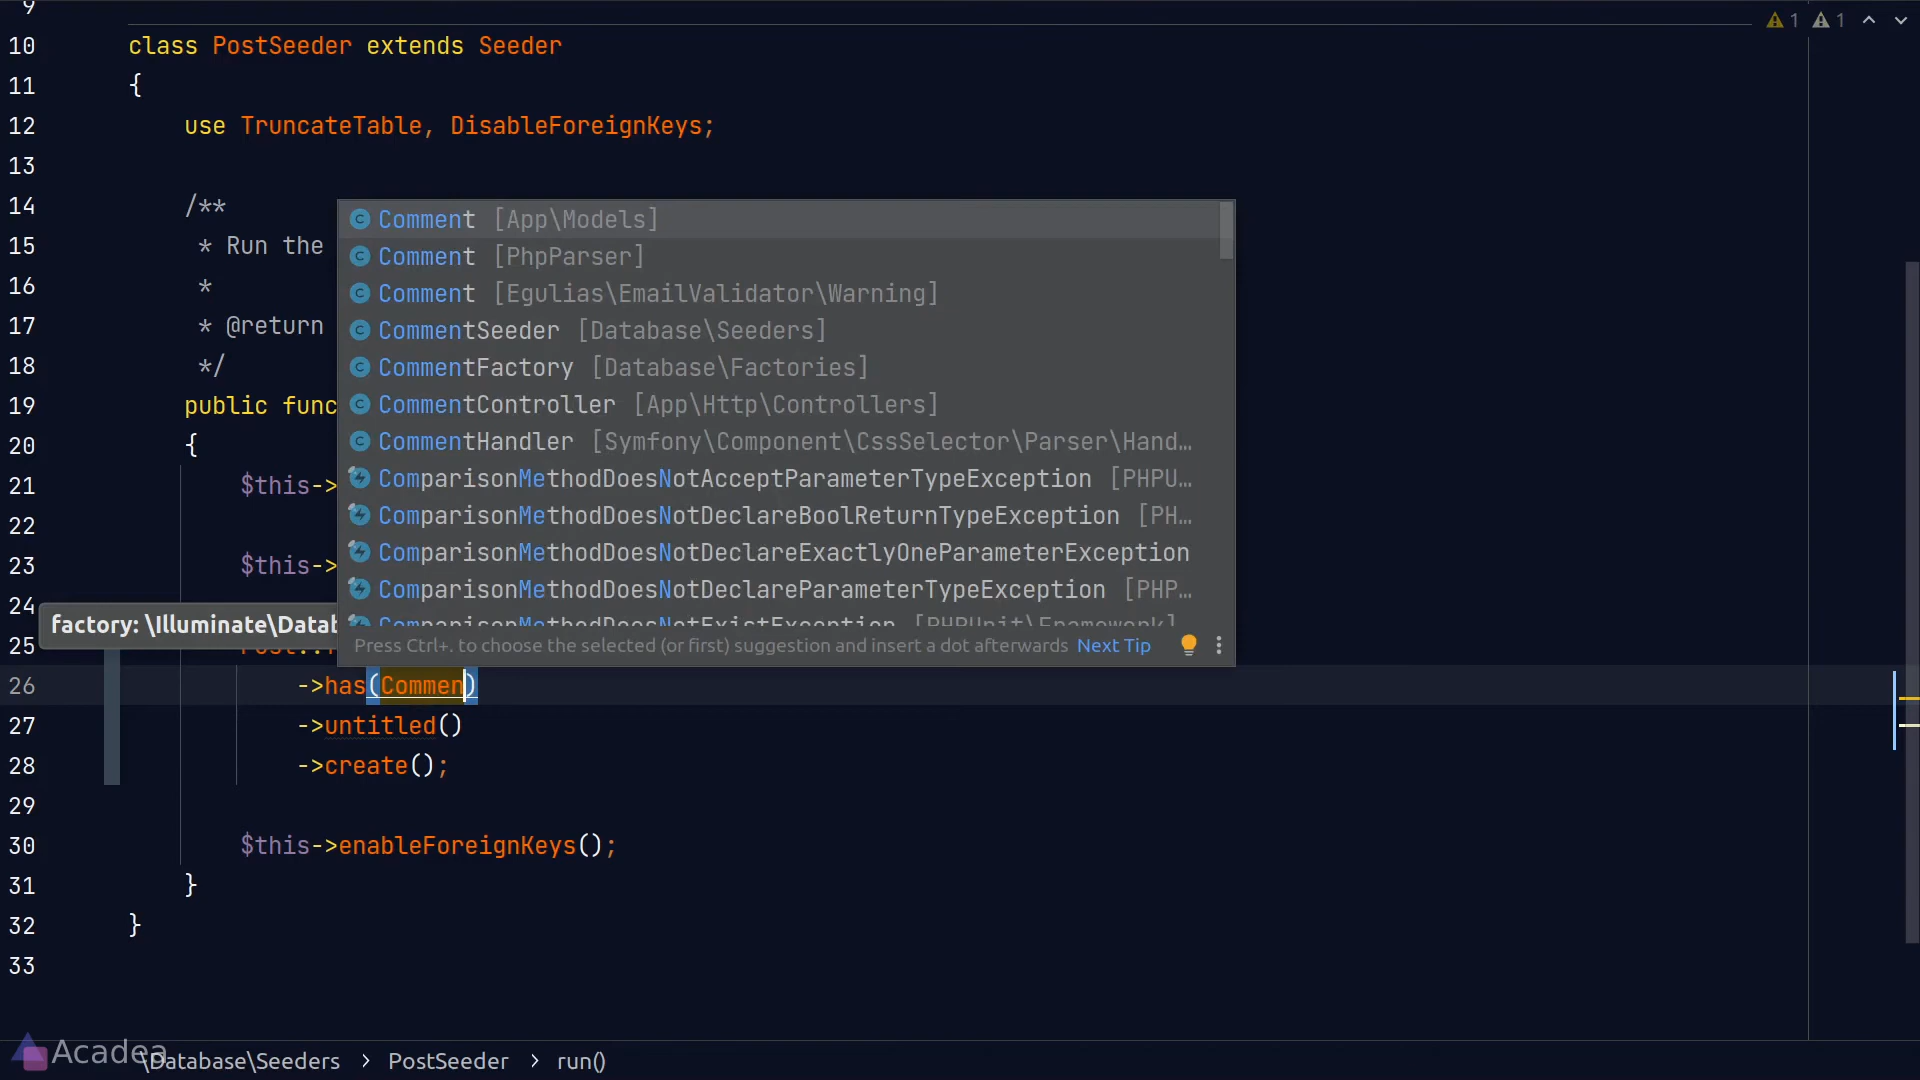 9
1 1
10 class PostSeeder extends Seeder
11 {
12 use TruncateTable, DisableForeignKeys;
13
14 /**
15 * Run the
16 *
17 * @return
18 */
19 public func
20 {
21 $this->
22
23 $this->
24
25
Comment [App\Models]
Comment [PhpParser]
Comment [Egulias\EmailValidator\Warning]
CommentSeeder [Database\Seeders]
CommentFactory [Database\Factories]
CommentController [App\Http\Controllers]
CommentHandler [Symfony\Component\CssSelector\Parser\Hand…
ComparisonMethodDoesNotAcceptParameterTypeException [PHPU…
ComparisonMethodDoesNotDeclareBoolReturnTypeException [PH…
ComparisonMethodDoesNotDeclareExactlyOneParameterException
ComparisonMethodDoesNotDeclareParameterTypeException [PHP…
ComparisonMethodDoesNotExistException [PHPUnit\Framework]
Press Ctrl+. to choose the selected (or first) suggestion and insert a dot afterwards Next Tip
factory: \Illuminate\Datab
26 ->has(Commen)
27 ->untitled()
28 ->create();
29
30 $this->enableForeignKeys();
31 }
32 }
33
Acadea
\Database\Seeders > PostSeeder > run()